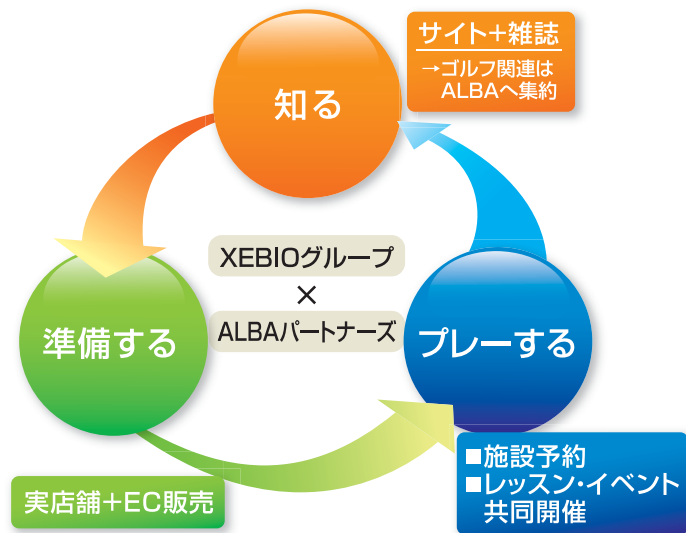 サイト+雑誌
→ゴルフ関連は
ALBAへ集約
知る
XEBIOグループ
×
ALBAパートナーズ
準備する
プレーする
実店舗+EC販売
■施設予約
■レッスン・イベント
共同開催